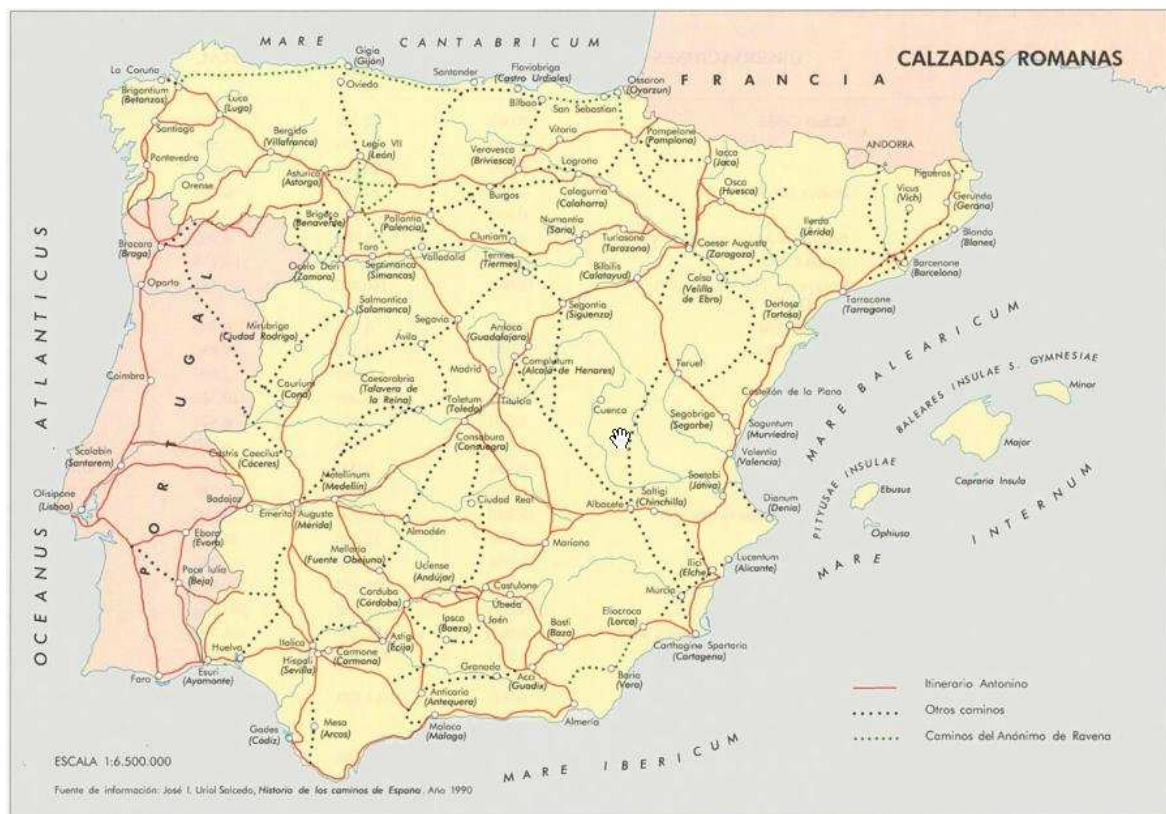 CALZADAS ROMANAS
MARE CANTABRICUM
FRANCIA
OCEANUS ATLANTICUS
PORTUGAL
ANDORRA
MARE BALEARICUM
BALEARES INSULAE S. GYMNESIAE
PITYUSAE INSULAE
MARE INTERNUM
MARE IBERICUM
La Coruña
Brigantium
(Betanzos)
Luco
(Lugo)
Santiago
Pontevedra
Orense
Bergido
(Villafranca)
Gigia
(Gijón)
Oviedo
Legio VII
(León)
Asturica
(Astorga)
Santander
Flaviobriga
(Castro Urdiales)
Bilbao
San Sebastian
Ossaron
(Oyarzun)
Vitoria
Pompelone
(Pamplona)
Verovesca
(Briviesca)
Logroño
Iacca
(Jaca)
Osca
(Huesca)
Figueras
Vicus
(Vich)
Gerunda
(Gerona)
Blanda
(Blanes)
Barcenone
(Barcelona)
Ilerda
(Lérida)
Tarracone
(Tarragona)
Dertosa
(Tortosa)
Burgos
Calagurria
(Calahorra)
Brigeco
(Benavente)
Pallantia
(Palencia)
Numantia
(Soria)
Turiasone
(Tarazona)
Caesar Augusta
(Zaragoza)
Cluniam
Toro
Valladolid
Septimanca
(Simancas)
Termes
(Tiermes)
Bilbilis
(Calatayud)
Celsa
(Velilla
de Ebro)
Ocelo Duri
(Zamora)
Bracara
(Braga)
Oporto
Salmantica
(Salamanca)
Segovia
Segontia
(Sigüenza)
Mirubriga
(Ciudad Rodrigo)
Ávila
Arriaca
(Guadalajara)
Complutum
(Alcalá de Henares)
Madrid
Titulcia
Teruel
Coimbra
Caurium
(Coria)
Caesarobria
(Talavera de
la Reina)
Toletum
(Toledo)
Cuenca
Castellón de la Plana
Segobriga
(Segorbe)
Saguntum
(Murviedro)
Valentia
(Valencia)
Minor
Major
Capraria Insula
Ebusus
Ophiusa
Scalabin
(Santarem)
Castris Caecilius
(Cáceres)
Consabura
(Consuegra)
Olisipone
(Lisboa)
Badajoz
Metellinum
(Medellín)
Emerita Augusta
(Mérida)
Ciudad Real
Albacete
Saltigi
(Chinchilla)
Saetabi
(Játiva)
Dianum
(Denia)
Ebora
(Evora)
Almadén
Mariana
Mellaria
(Fuente Obejuna)
Pace Iulia
(Beja)
Uciense
(Andújar)
Castulone
Lucentum
(Alicante)
Ilici
(Elche)
Corduba
(Córdoba)
Úbeda
Murcia
Huelva
Italica
Astigi
(Ecija)
Ipsca
(Baeza)
Jaén
Basti
Baza)
Eliocroca
(Lorca)
Carthagine Spartaria
(Cartagena)
Hispali
(Sevilla)
Carmone
(Carmona)
Faro
Esuri
(Ayamonte)
Granada
Acci
(Guadix)
Baria
(Vera)
Anticaria
(Antequera)
Gades
(Cádiz)
Mesa
(Arcos)
Malaca
(Málaga)
Almería
Itinerario Antonino
Otros caminos
Caminos del Anónimo de Ravena
ESCALA 1:6.500.000
Fuente de información: José I. Uriol Salcedo, Historia de los caminos de España. Año 1990